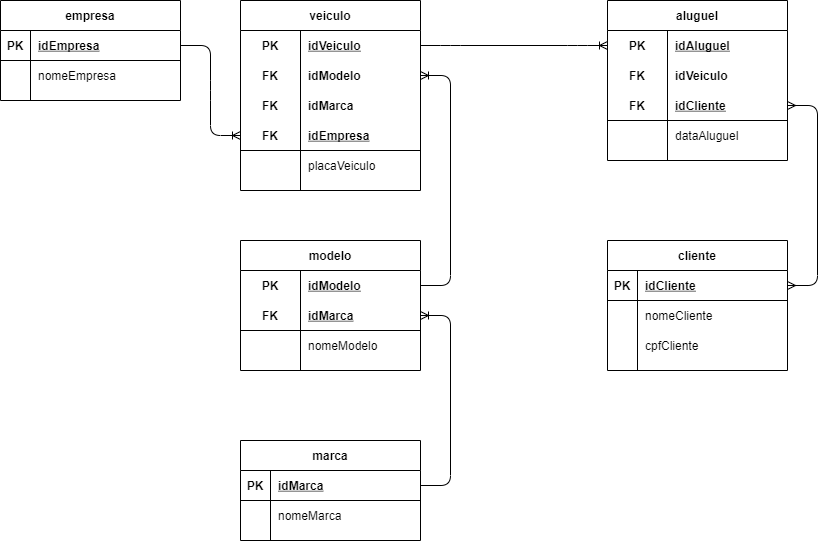 empresa
PK idEmpresa
nomeEmpresa
veiculo
PK idVeiculo
FK idModelo
FK idMarca
FK idEmpresa
placaVeiculo
aluguel
PK idAluguel
FK idVeiculo
FK idCliente
dataAluguel
modelo
PK idModelo
FK idMarca
nomeModelo
cliente
PK idCliente
nomeCliente
cpfCliente
marca
PK idMarca
nomeMarca